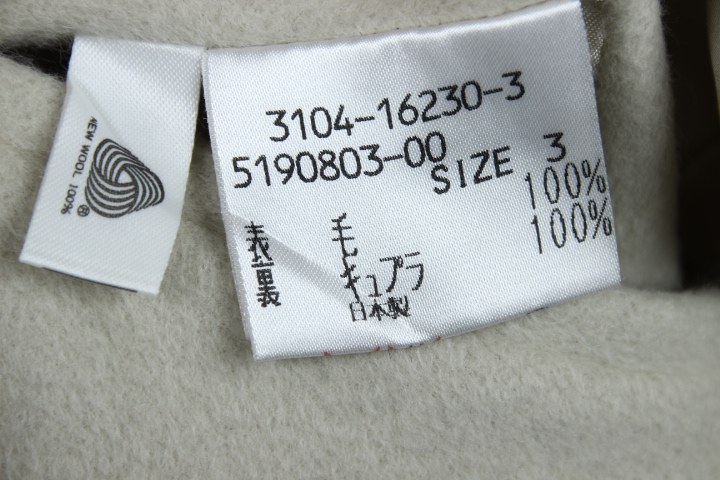 NEW WOOL 100%
3104-16230-3
5190803-00
SIZE 3
表 毛 100%
裏 キュプラ 100%
日本製